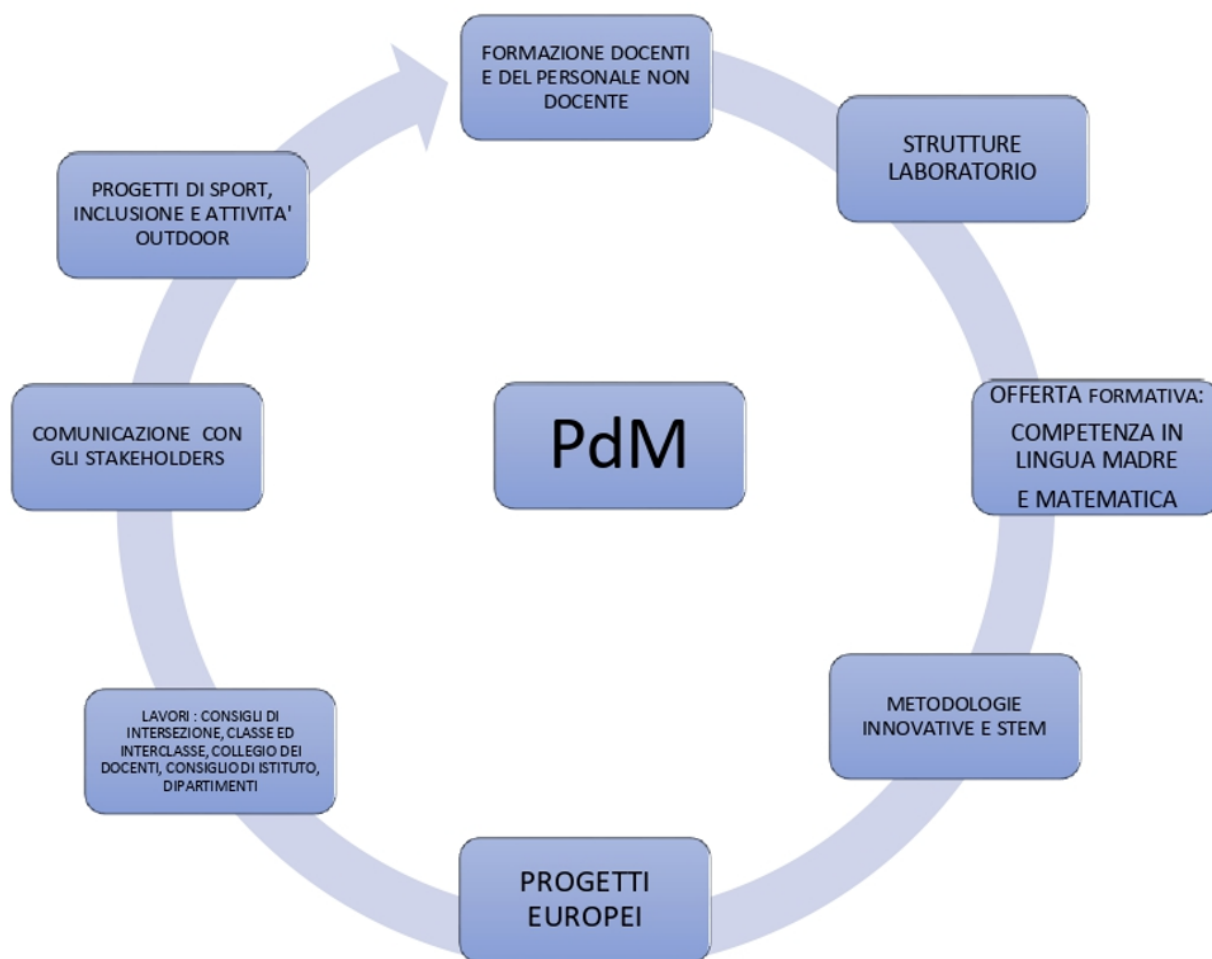 FORMAZIONE DOCENTI
E DEL PERSONALE NON
DOCENTE
STRUTTURE
LABORATORIO
OFFERTA FORMATIVA:
COMPETENZA IN
LINGUA MADRE
E MATEMATICA
METODOLOGIE
INNOVATIVE E STEM
PROGETTI
EUROPEI
LAVORI : CONSIGLI DI
INTERSEZIONE, CLASSE ED
INTERCLASSE, COLLEGIO DEI
DOCENTI, CONSIGLIO DI ISTITUTO,
DIPARTIMENTI
COMUNICAZIONE CON
GLI STAKEHOLDERS
PROGETTI DI SPORT,
INCLUSIONE E ATTIVITA'
OUTDOOR
PdM